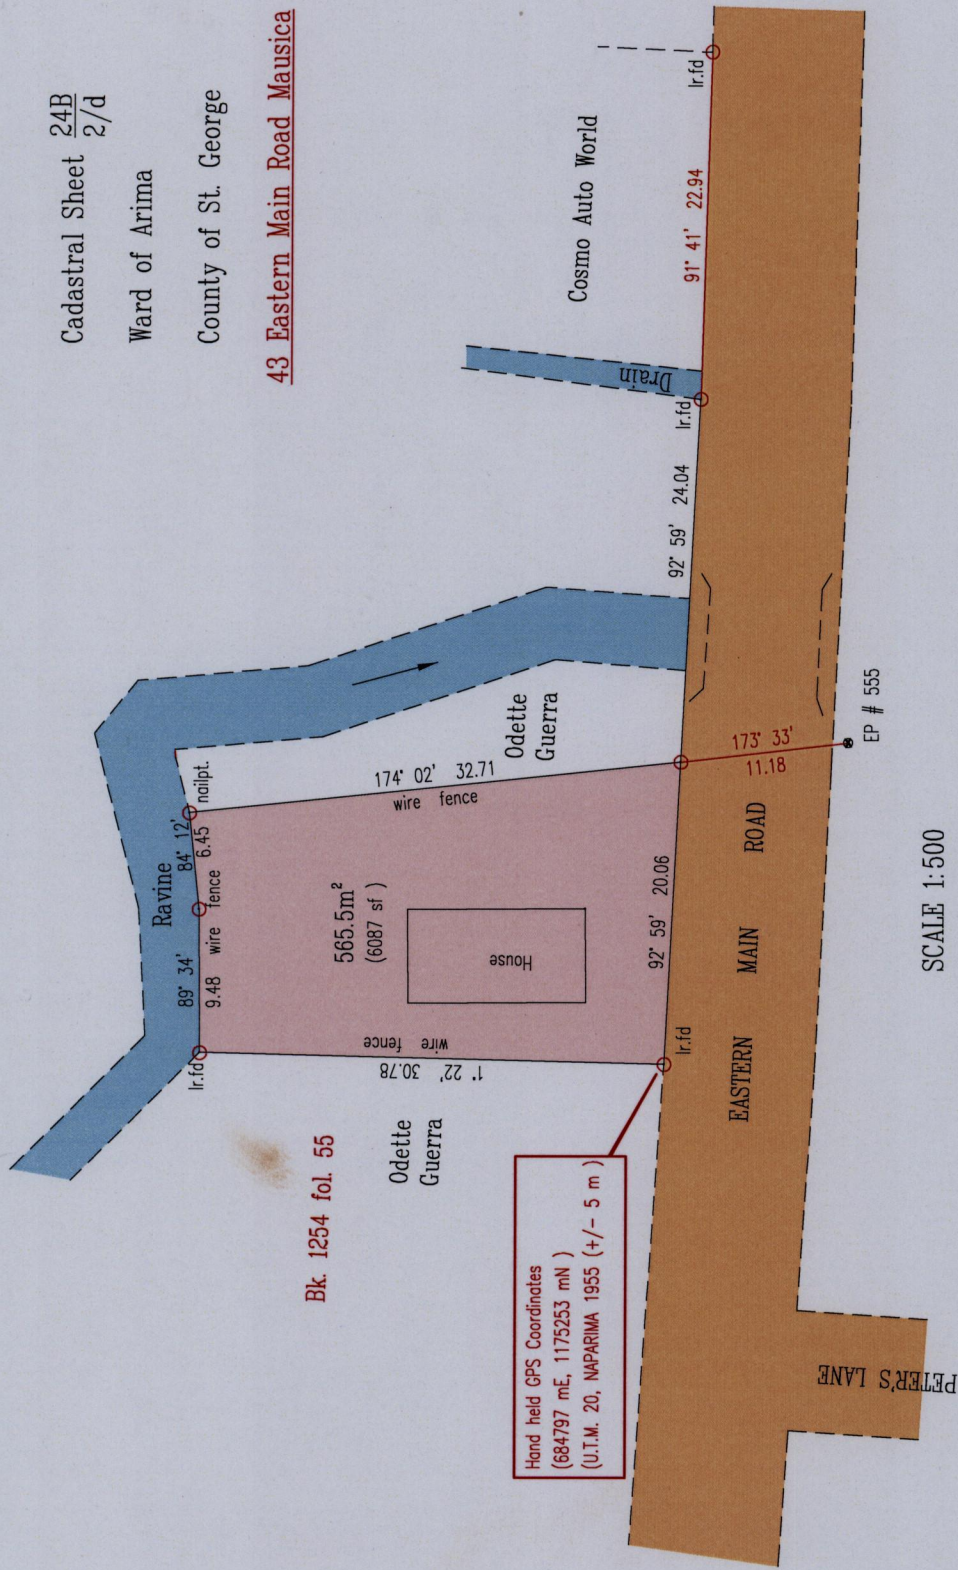 Cadastral Sheet 24B
2/d
Ward of Arima
County of St. George
43 Eastern Main Road Mausica
Ir.fd
Cosmo Auto World
91° 41' 22.94
Drain
Ir.fd
92° 59' 24.04
Ravine
nailpt.
84° 12'
6.45
89° 34'
9.48
wire fence
Ir.fd
174° 02' 32.71
wire fence
Odette
Guerra
565.5m²
(6087 sf )
House
1° 22' 30.78
wire fence
92° 59' 20.06
Ir.fd
173° 33'
11.18
EP # 555
Bk. 1254 fol. 55
Odette
Guerra
Hand held GPS Coordinates
(684797 mE, 1175253 mN )
(U.T.M. 20, NAPARIMA 1955 (+/- 5 m )
EASTERN MAIN ROAD
PETER'S LANE
SCALE 1:500